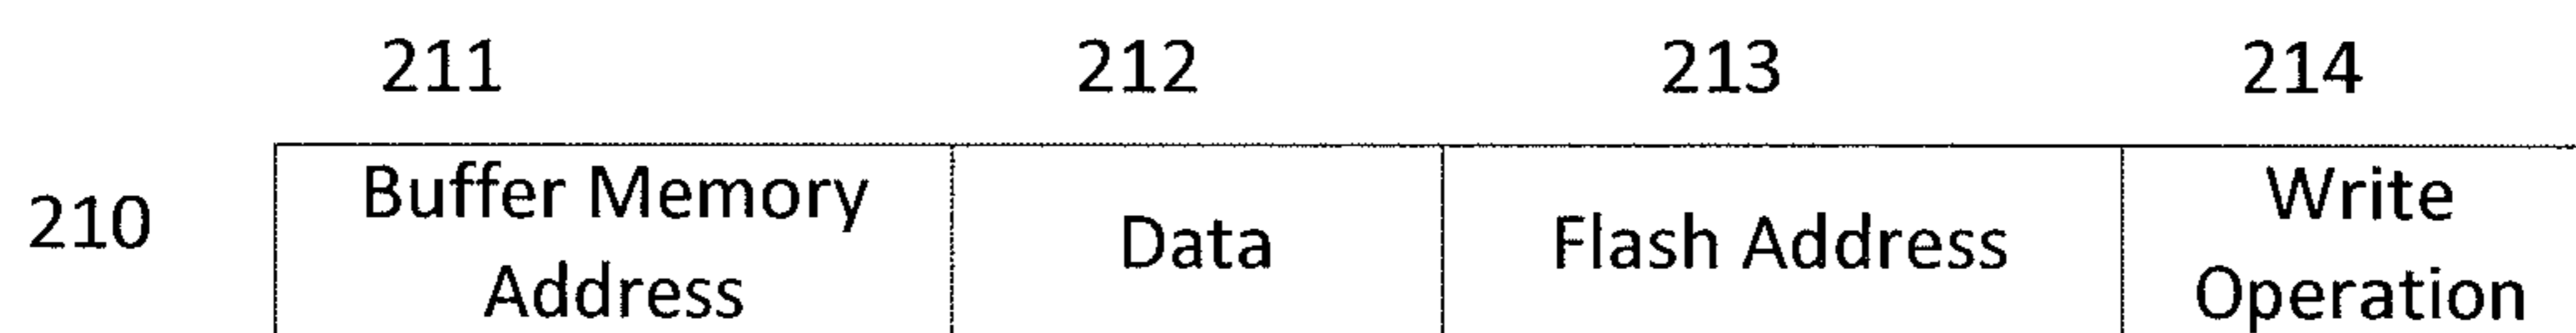 211 212 213 214
210 Buffer Memory Address Data Flash Address Write Operation